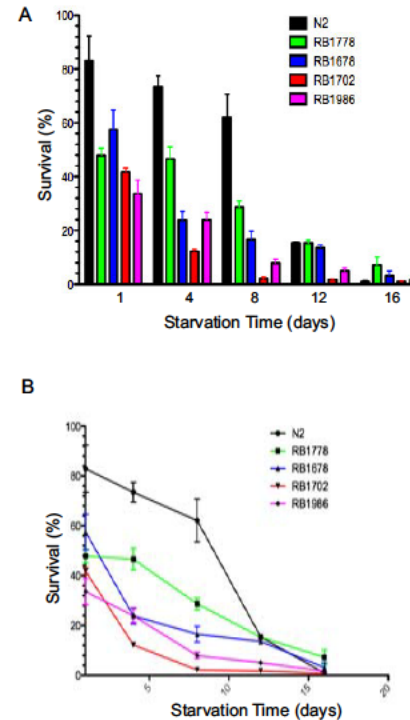 A
N2
RB1778
RB1678
RB1702
RB1986
Survival (%)
100
80
60
40
20
0
1 4 8 12 16
Starvation Time (days)
B
N2
RB1778
RB1678
RB1702
RB1986
Survival (%)
100
80
60
40
20
0
5 10 15 20
Starvation Time (days)